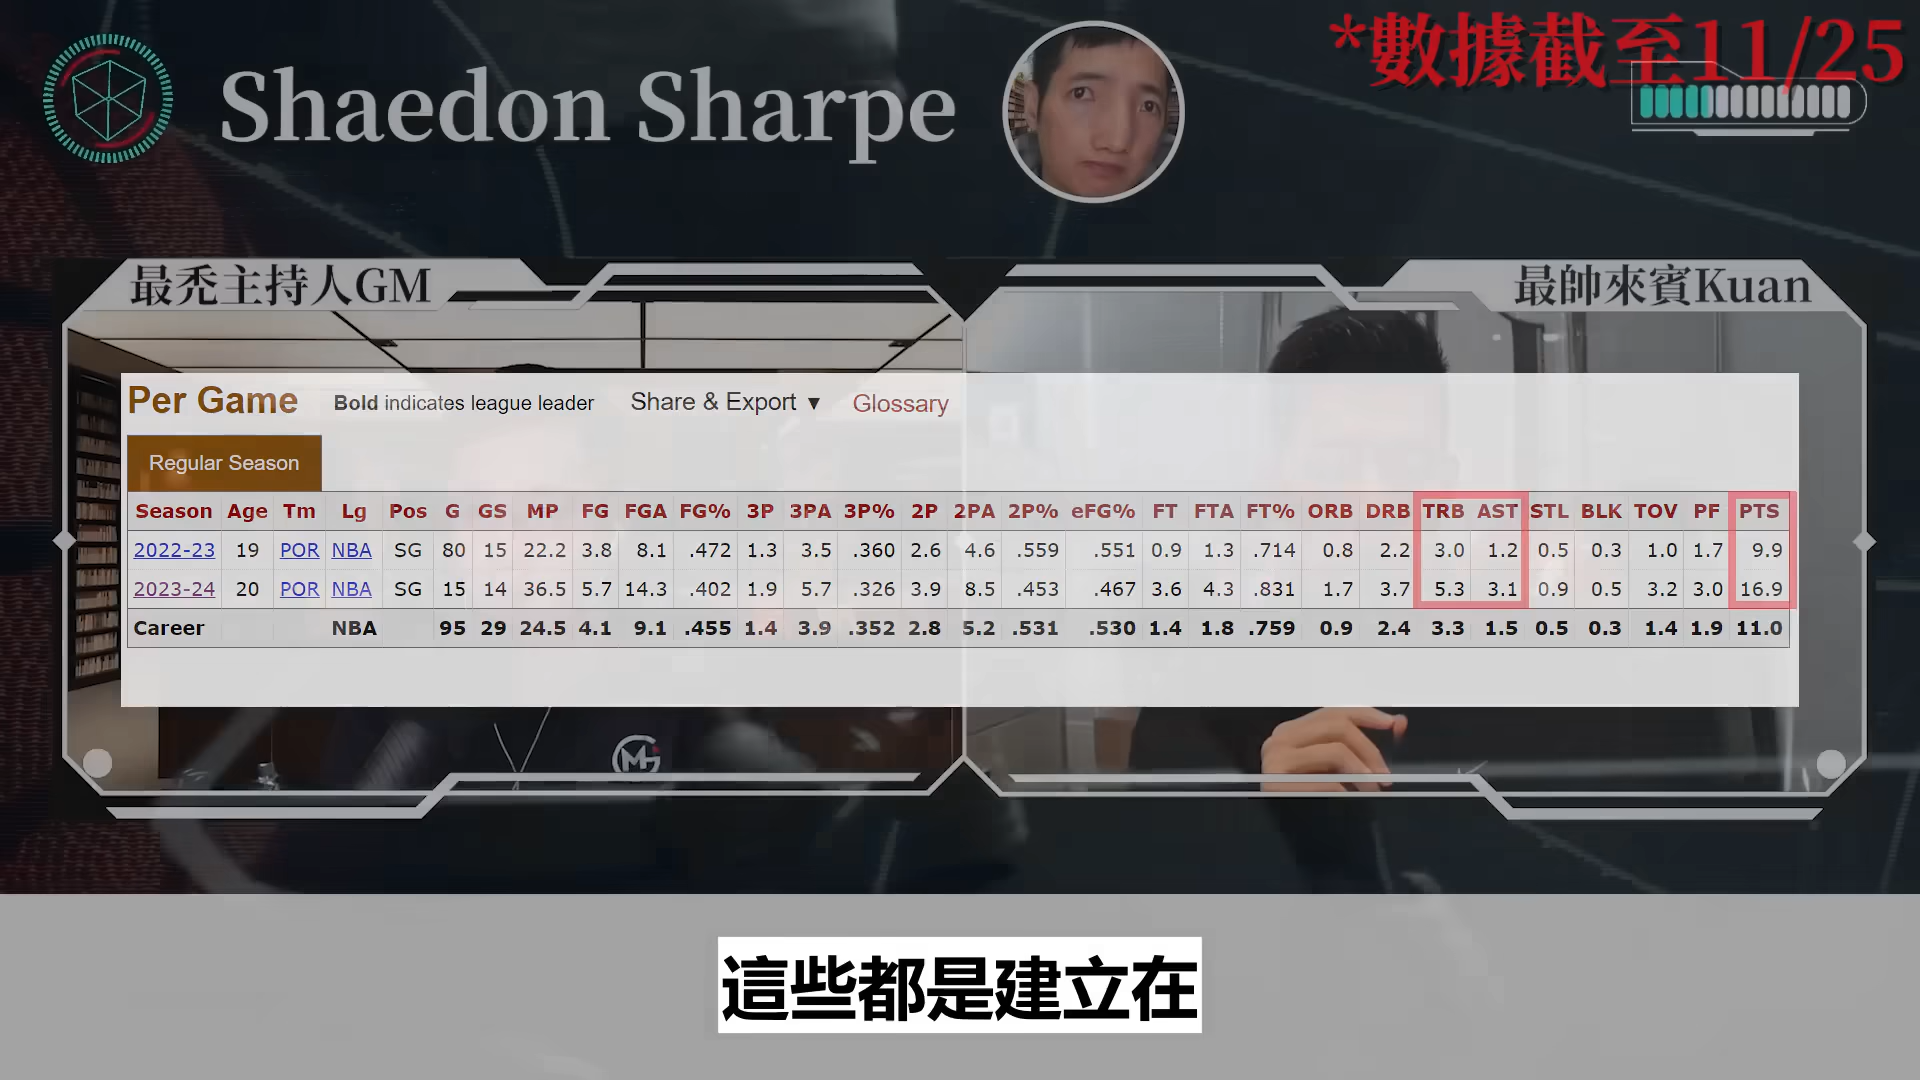 *數據截至11/25
Shaedon Sharpe
最禿主持人GM
最帥來賓Kuan
Per Game Bold indicates league leader Share & Export ▼ Glossary
Regular Season
Season Age Tm Lg Pos G GS MP FG FGA FG% 3P 3PA 3P% 2P 2PA 2P% eFG% FT FTA FT% ORB DRB TRB AST STL BLK TOV PF PTS
2022-23 19 POR NBA SG 80 15 22.2 3.8 8.1 .472 1.3 3.5 .360 2.6 4.6 .559 .551 0.9 1.3 .714 0.8 2.2 3.0 1.2 0.5 0.3 1.0 1.7 9.9
2023-24 20 POR NBA SG 15 14 36.5 5.7 14.3 .402 1.9 5.7 .326 3.9 8.5 .453 .467 3.6 4.3 .831 1.7 3.7 5.3 3.1 0.9 0.5 3.2 3.0 16.9
Career NBA 95 29 24.5 4.1 9.1 .455 1.4 3.9 .352 2.8 5.2 .531 .530 1.4 1.8 .759 0.9 2.4 3.3 1.5 0.5 0.3 1.4 1.9 11.0
這些都是建立在